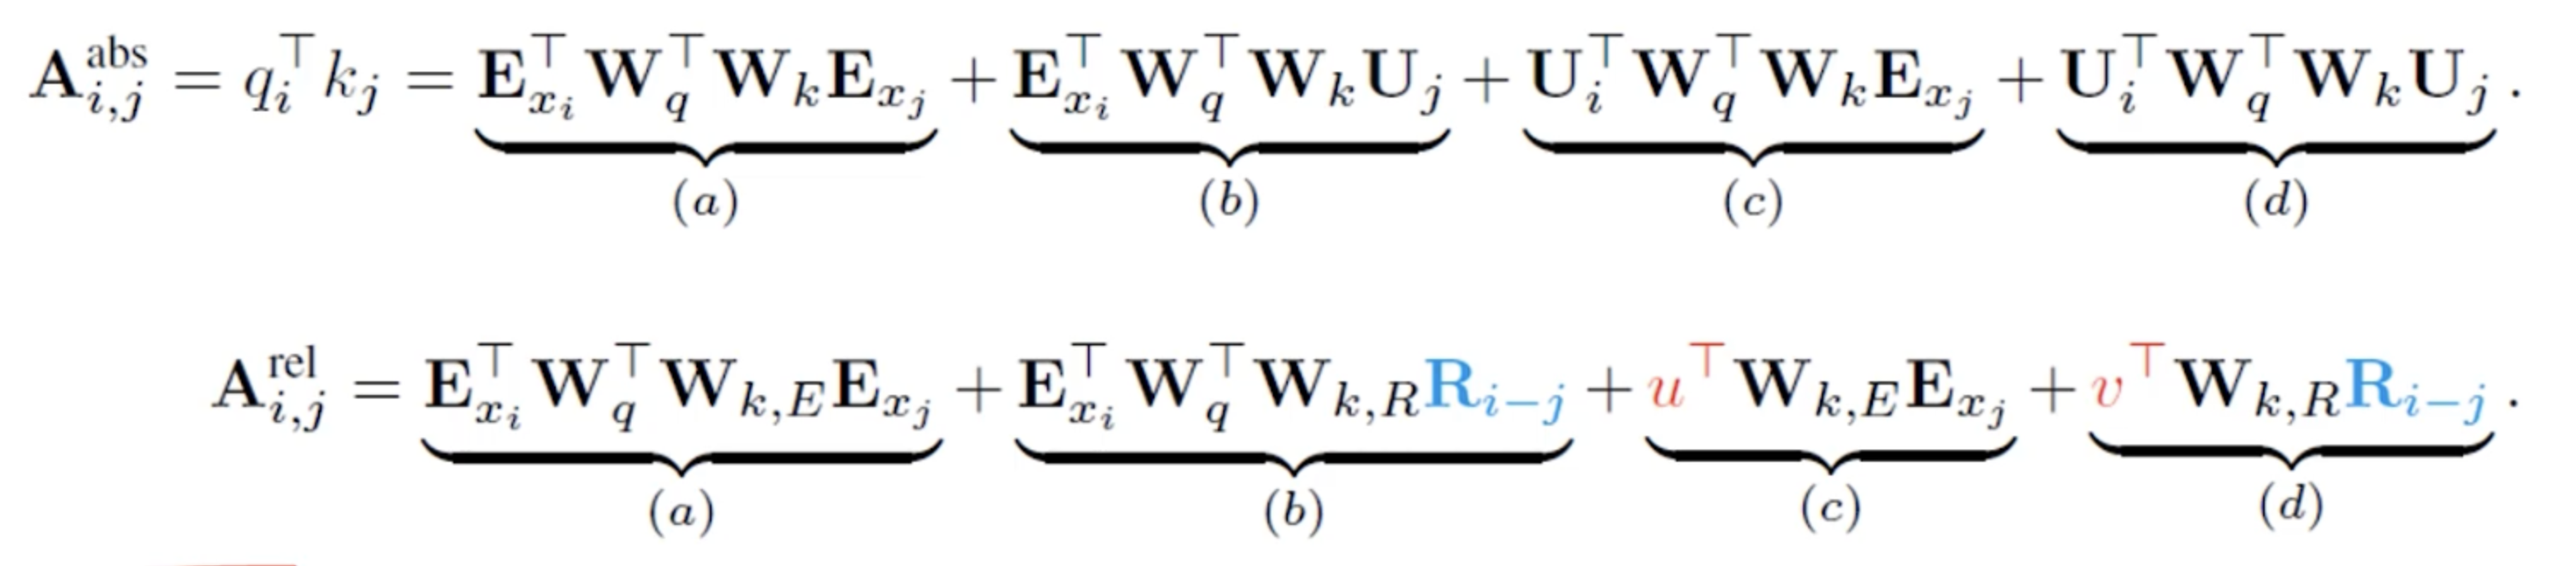 $\mathbf{A}_{i,j}^{\text{abs}} = q_i^\top k_j = \underbrace{\mathbf{E}_{x_i}^\top \mathbf{W}_q^\top \mathbf{W}_k \mathbf{E}_{x_j}}_{(a)} + \underbrace{\mathbf{E}_{x_i}^\top \mathbf{W}_q^\top \mathbf{W}_k \mathbf{U}_j}_{(b)} + \underbrace{\mathbf{U}_i^\top \mathbf{W}_q^\top \mathbf{W}_k \mathbf{E}_{x_j}}_{(c)} + \underbrace{\mathbf{U}_i^\top \mathbf{W}_q^\top \mathbf{W}_k \mathbf{U}_j}_{(d)}.$
$\mathbf{A}_{i,j}^{\text{rel}} = \underbrace{\mathbf{E}_{x_i}^\top \mathbf{W}_q^\top \mathbf{W}_{k,E} \mathbf{E}_{x_j}}_{(a)} + \underbrace{\mathbf{E}_{x_i}^\top \mathbf{W}_q^\top \mathbf{W}_{k,R} \mathbf{R}_{i-j}}_{(b)} + \underbrace{u^\top \mathbf{W}_{k,E} \mathbf{E}_{x_j}}_{(c)} + \underbrace{v^\top \mathbf{W}_{k,R} \mathbf{R}_{i-j}}_{(d)}.$